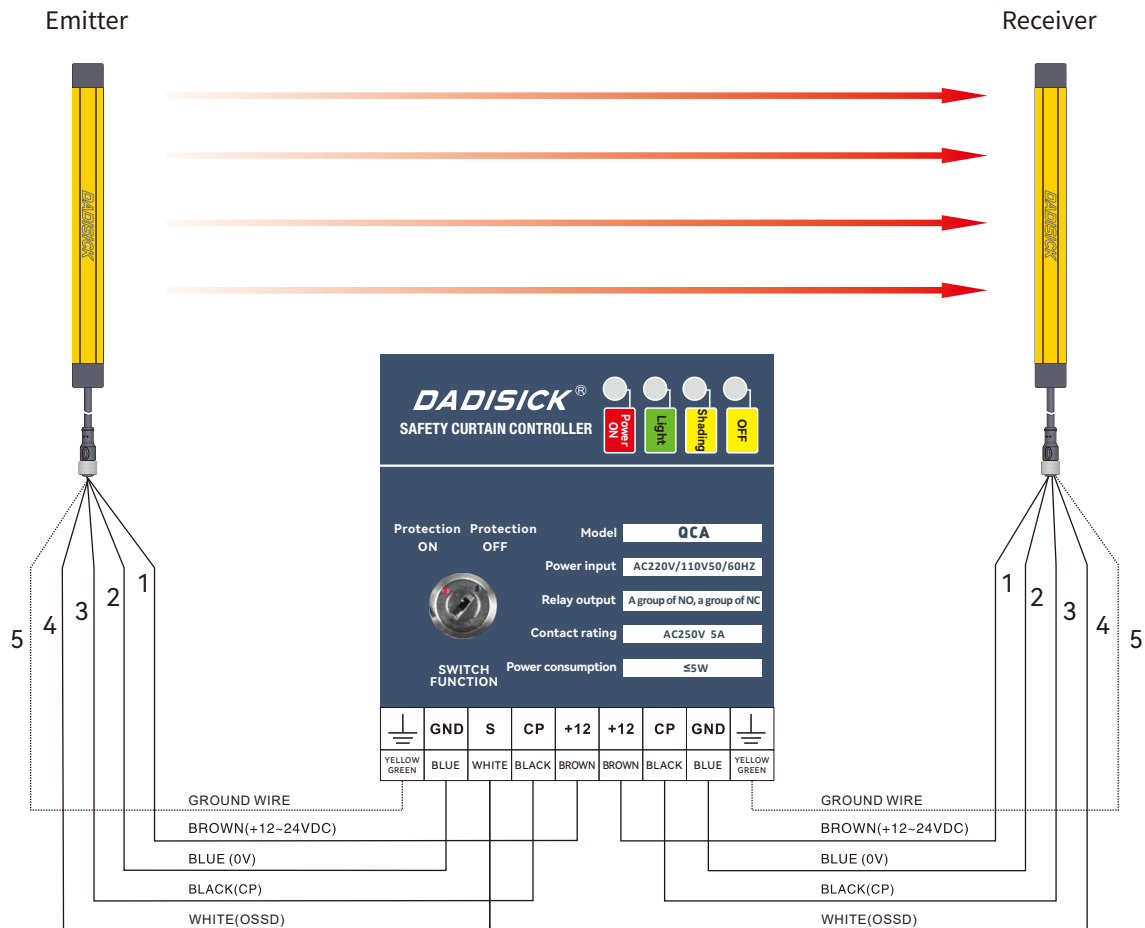 Emitter
Receiver
DADISICK
DADISICK
DADISICK®
SAFETY CURTAIN CONTROLLER
Power ON
Light
Shading
OFF
Protection ON
Protection OFF
SWITCH FUNCTION
Model QCA
Power input AC220V/110V50/60HZ
Relay output A group of NO, a group of NC
Contact rating AC250V 5A
Power consumption ≤5W
5 4 3 2 1
1 2 3 4 5
GND S CP +12 +12 CP GND
YELLOW GREEN BLUE WHITE BLACK BROWN BROWN BLACK BLUE YELLOW GREEN
GROUND WIRE
BROWN(+12~24VDC)
BLUE (0V)
BLACK(CP)
WHITE(OSSD)
GROUND WIRE
BROWN(+12~24VDC)
BLUE (0V)
BLACK(CP)
WHITE(OSSD)